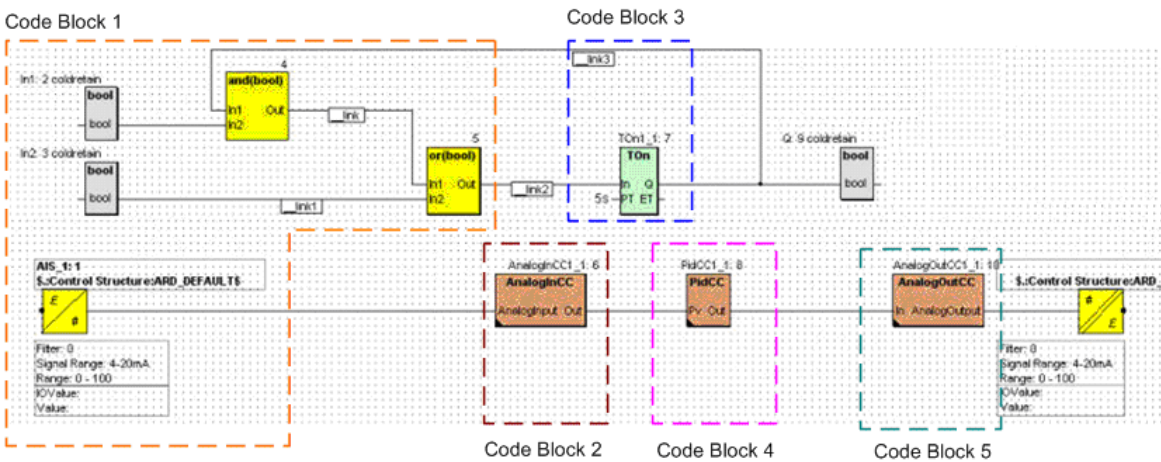 Code Block 1
Code Block 3
__link3
In1: 2 coldretain
4
bool
and(bool)
In1 Out
In2
bool
__link
In2: 3 coldretain
5
TOn1_1: 7
Q: 9 coldretain
bool
or(bool)
TOn
bool
In1 Out
In2
In Q
bool
bool
__link2
5s
PT ET
__link1
AIS_1: 1
$.:Control Structure:ARD_DEFAULT$
AnalogInCC1_1: 6
PidCC1_1: 8
AnalogOutCC1_1: 10
$.:Control Structure:ARD_
AnalogInCC
PidCC
AnalogOutCC
E
#
AnalogInput Out
Pv Out
In AnalogOutput
#
E
Filter: 0
Signal Range: 4-20mA
Range: 0 - 100
IOValue:
Value:
Filter: 0
Signal Range: 4-20mA
Range: 0 - 100
IOValue:
Value:
Code Block 2
Code Block 4
Code Block 5